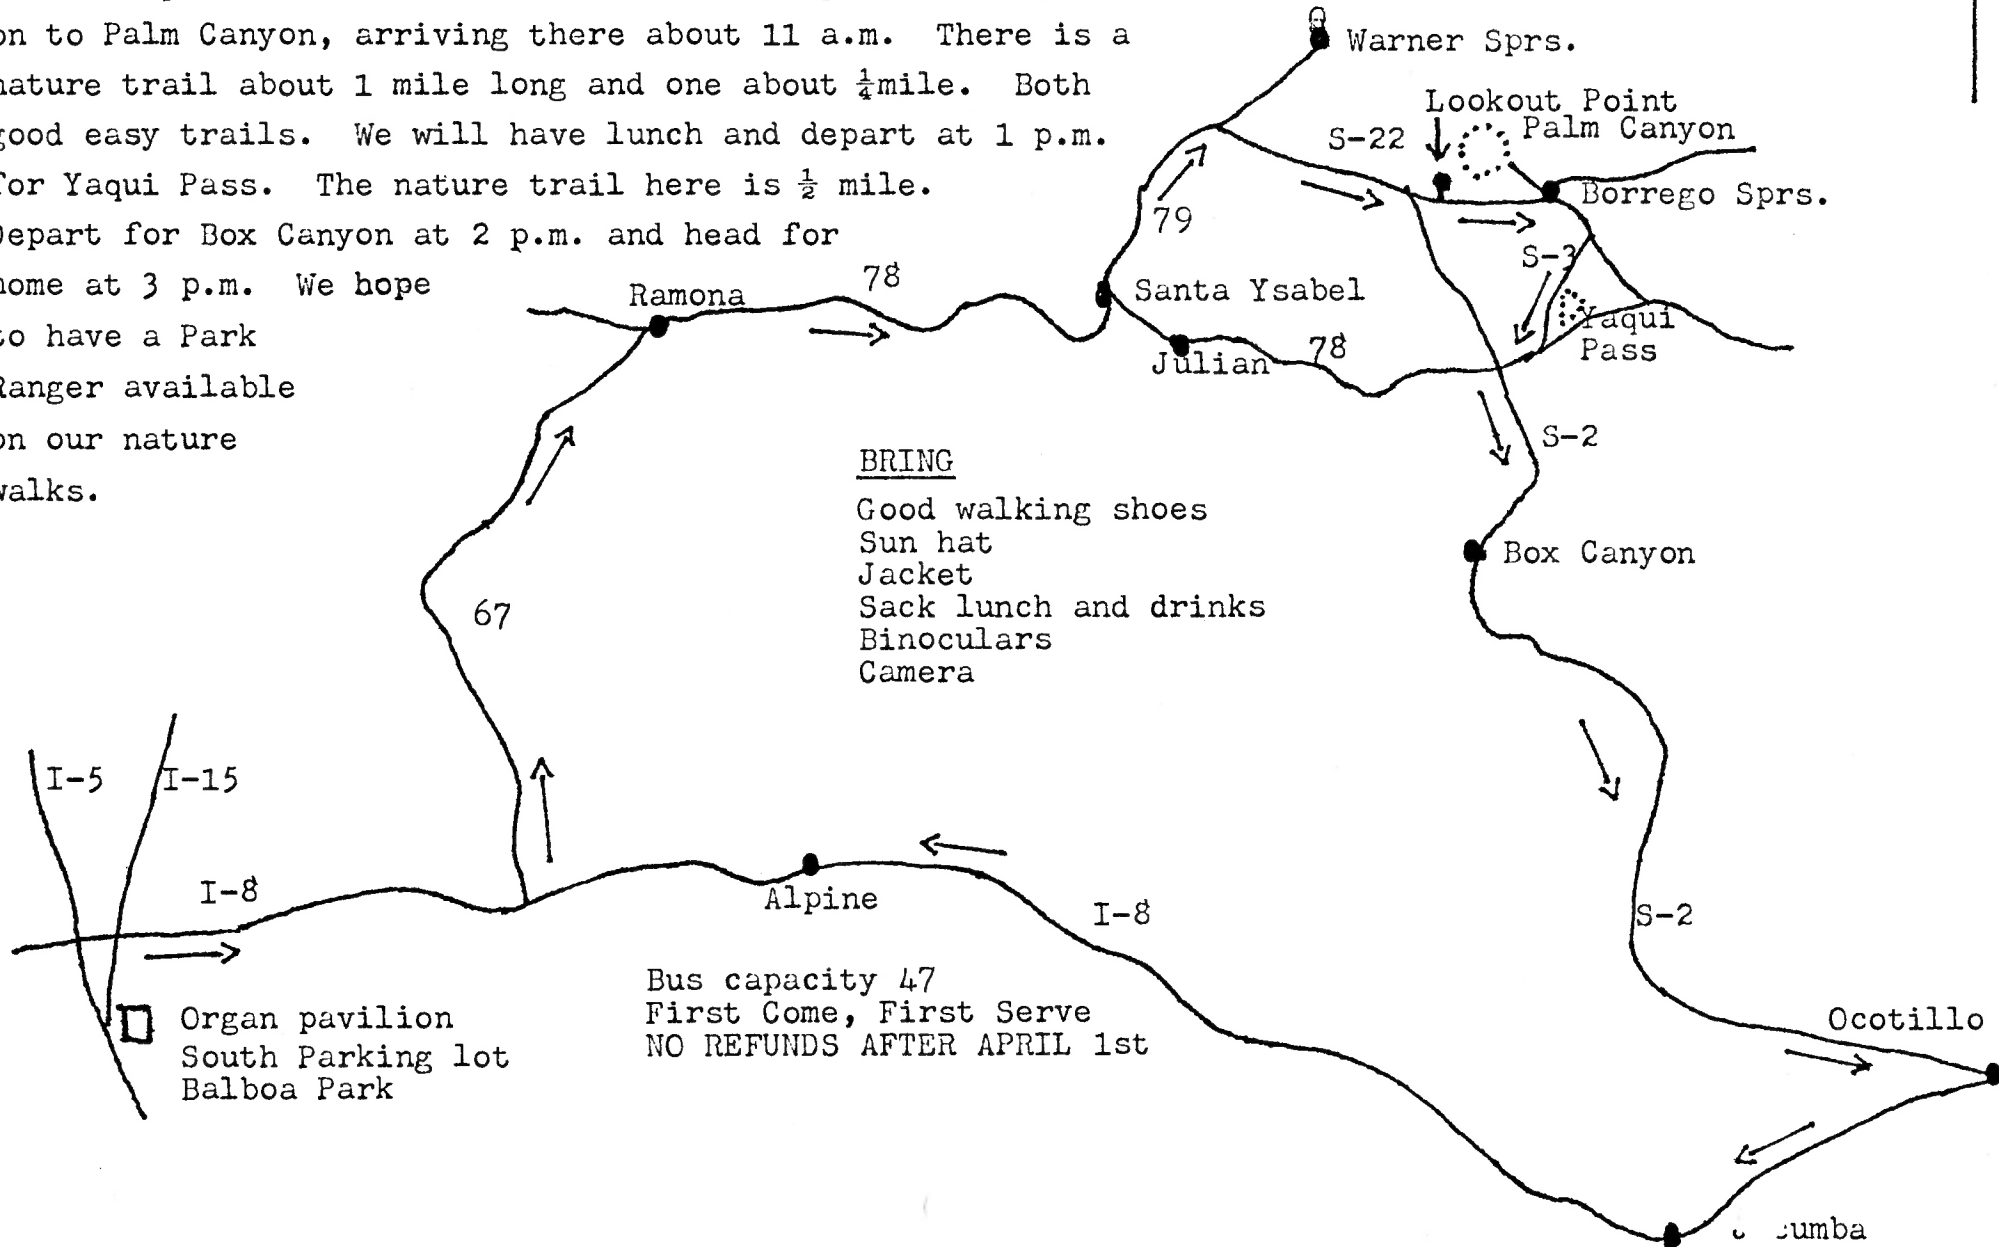 on to Palm Canyon, arriving there about 11 a.m. There is a
nature trail about 1 mile long and one about ¼mile. Both
good easy trails. We will have lunch and depart at 1 p.m.
for Yaqui Pass. The nature trail here is ½ mile.
Depart for Box Canyon at 2 p.m. and head for
home at 3 p.m. We hope
to have a Park
Ranger available
on our nature
walks.
Warner Sprs.
Lookout Point
Palm Canyon
S-22
Borrego Sprs.
79
S-3
78
Ramona
Santa Ysabel
Yaqui
Pass
Julian
78
S-2
BRING
Good walking shoes
Sun hat
Jacket
Sack lunch and drinks
Binoculars
Camera
Box Canyon
67
I-5
I-15
I-8
Alpine
I-8
S-2
Bus capacity 47
First Come, First Serve
NO REFUNDS AFTER APRIL 1st
Organ pavilion
South Parking lot
Balboa Park
Ocotillo
umba